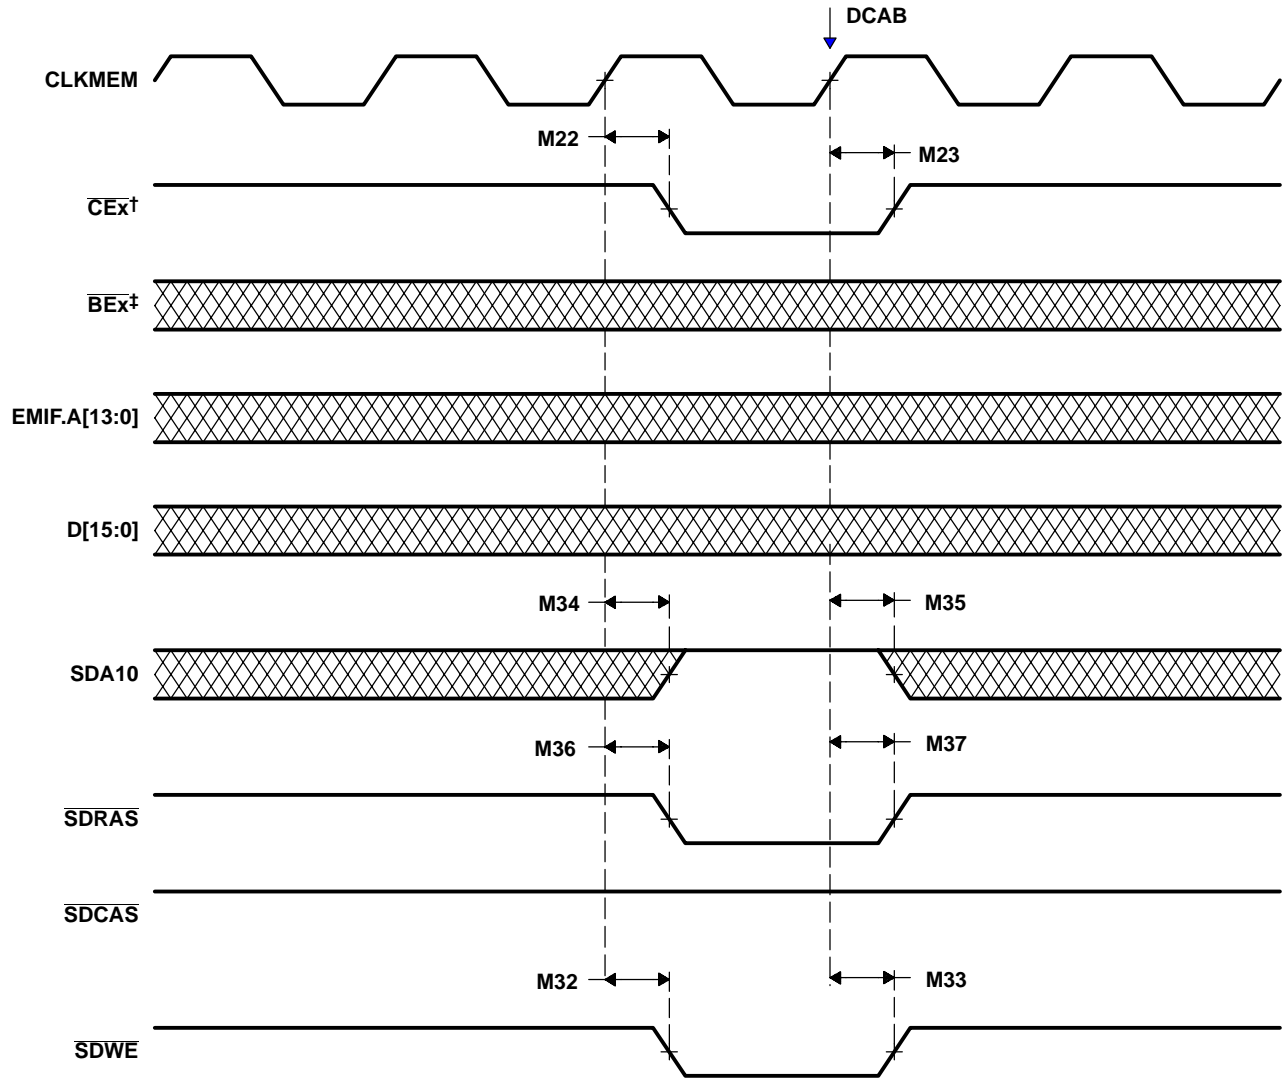 DCAB
CLKMEM
M22
M23
CEx†
BEx‡
EMIF.A[13:0]
D[15:0]
M34
M35
SDA10
M36
M37
SDRAS
SDCAS
M32
M33
SDWE